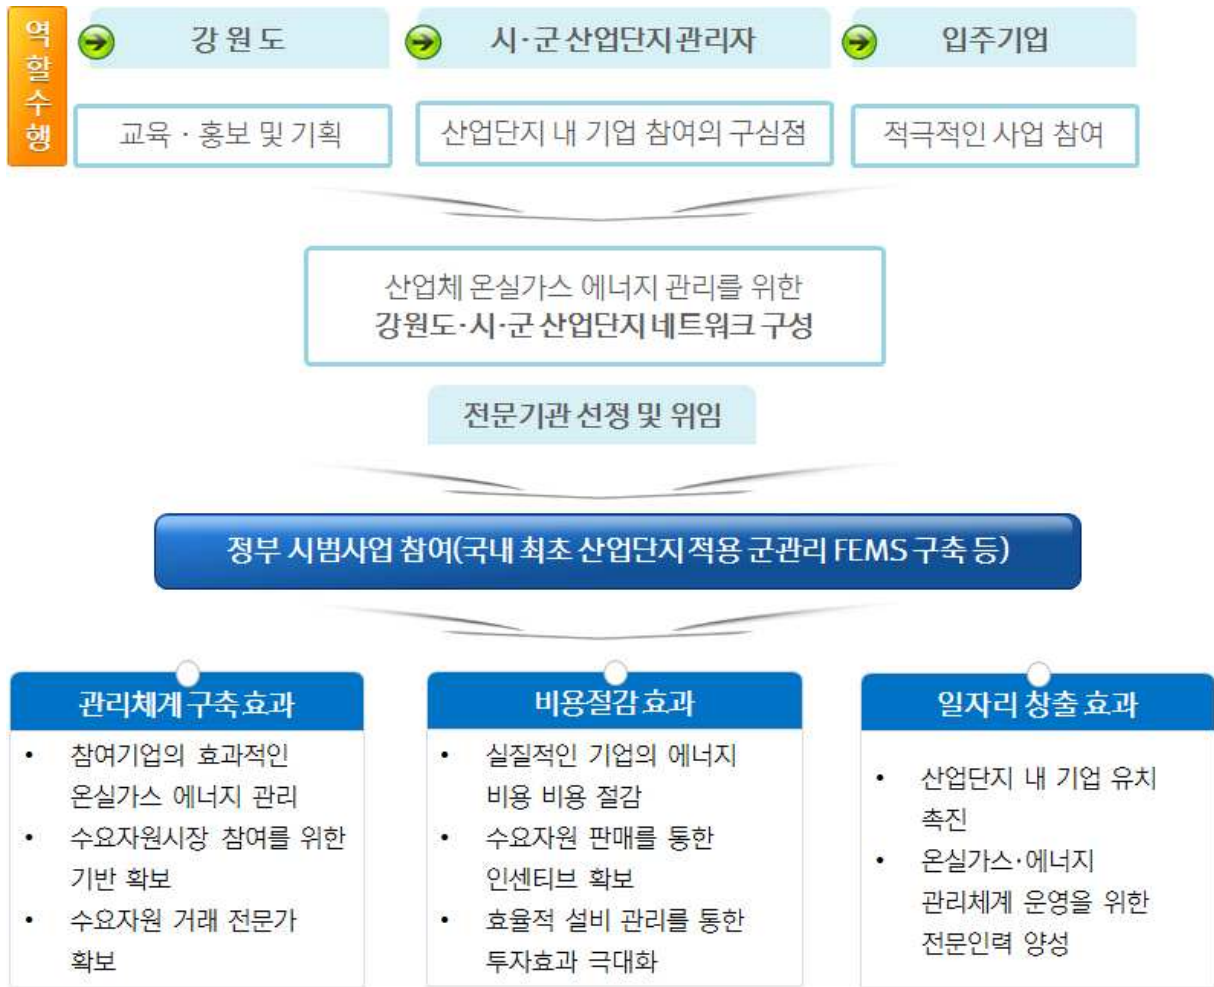 역할수행
강원도
시·군 산업단지 관리자
입주기업
교육·홍보 및 기획
산업단지 내 기업 참여의 구심점
적극적인 사업 참여
산업체 온실가스 에너지 관리를 위한
강원도·시·군 산업단지 네트워크 구성
전문기관 선정 및 위임
정부 시범사업 참여(국내 최초 산업단지 적용 군관리 FEMS 구축 등)
관리체계 구축 효과
• 참여기업의 효과적인
온실가스 에너지 관리
• 수요자원시장 참여를 위한
기반 확보
• 수요자원 거래 전문가
확보
비용절감 효과
• 실질적인 기업의 에너지
비용 비용 절감
• 수요자원 판매를 통한
인센티브 확보
• 효율적 설비 관리를 통한
투자효과 극대화
일자리 창출 효과
• 산업단지 내 기업 유치
촉진
• 온실가스·에너지
관리체계 운영을 위한
전문인력 양성